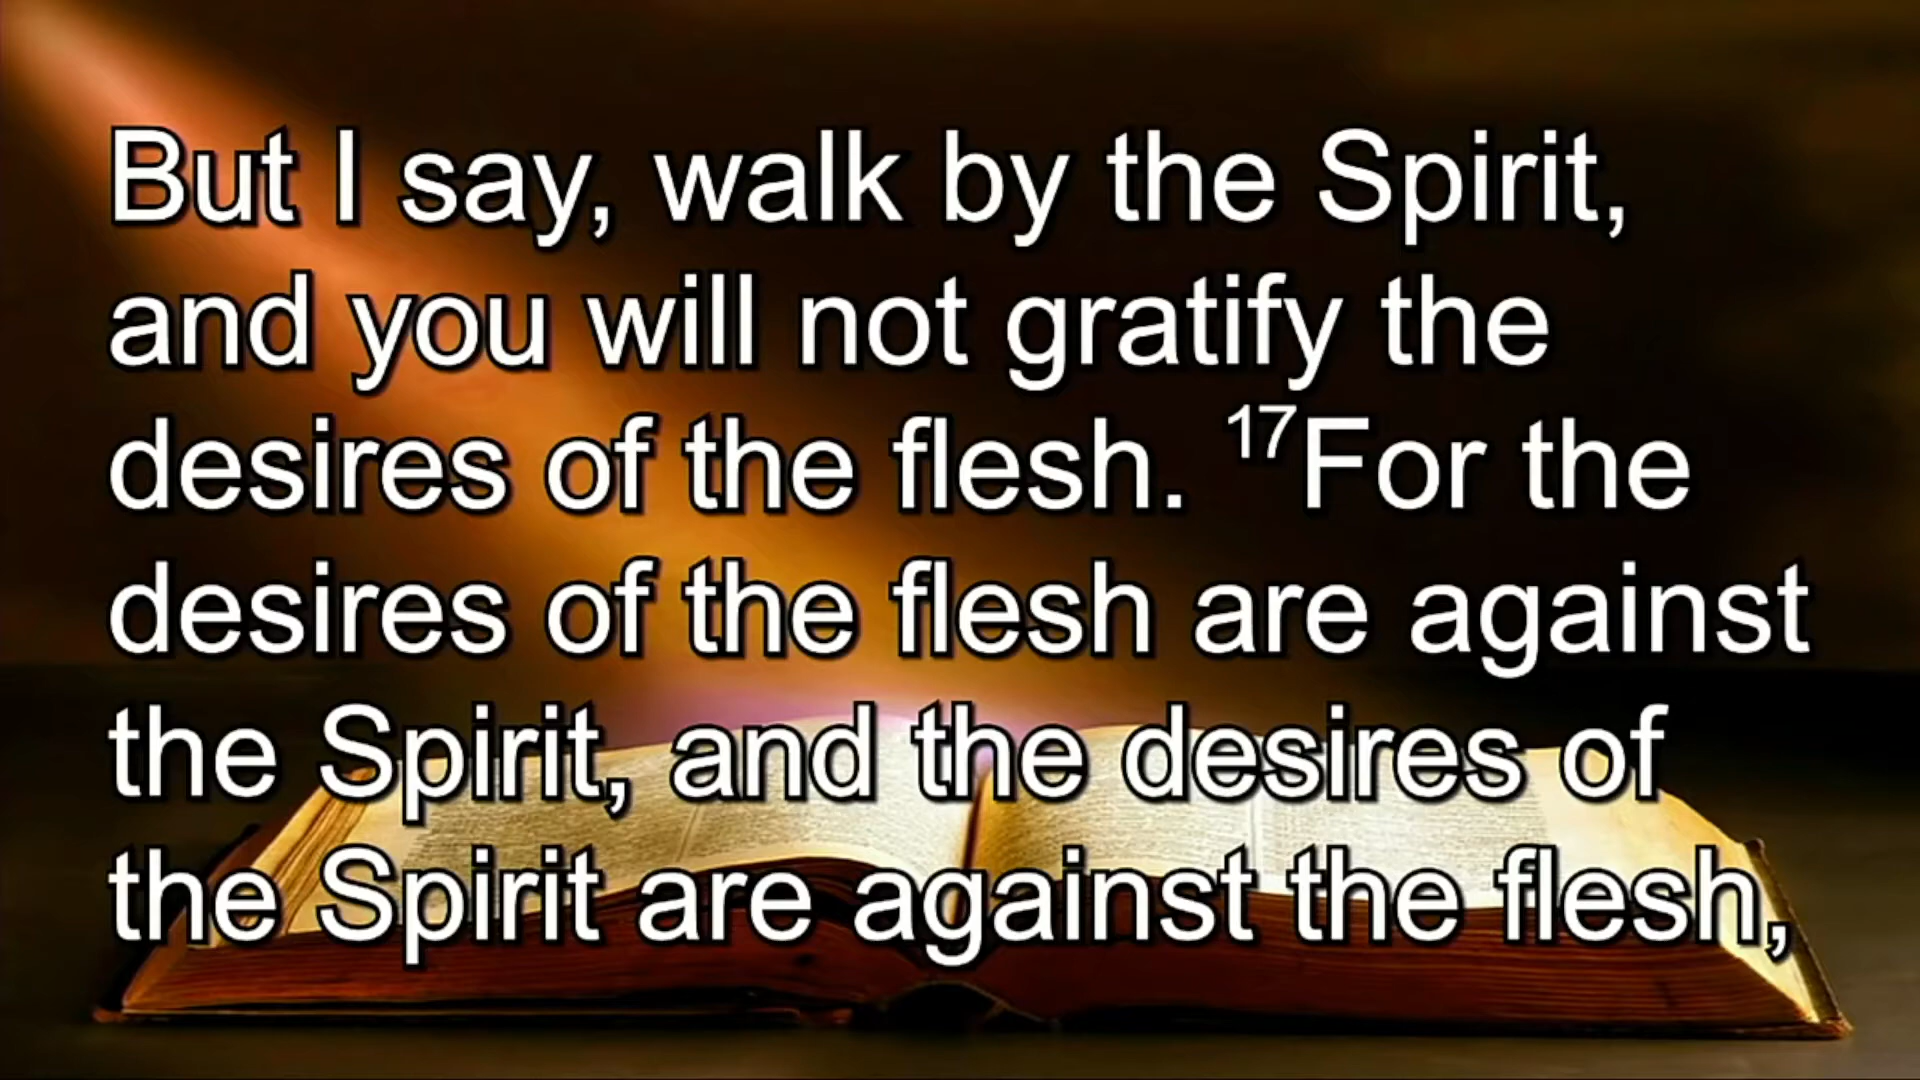 But I say, walk by the Spirit,
and you will not gratify the
desires of the flesh. 17For the
desires of the flesh are against
the Spirit, and the desires of
the Spirit are against the flesh,